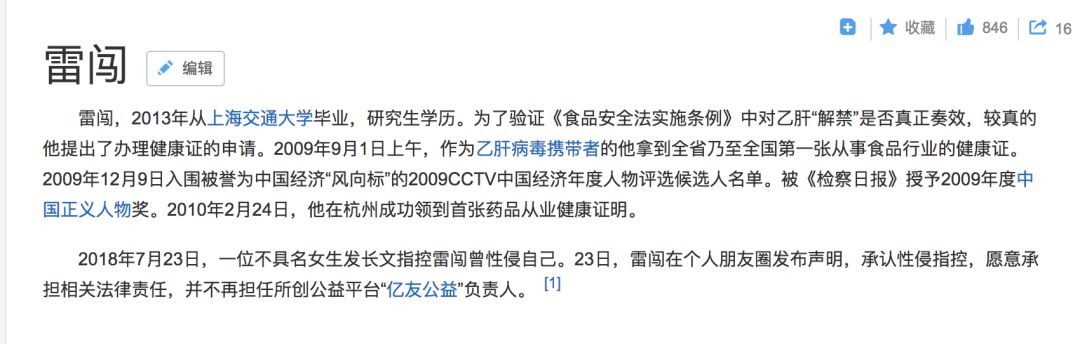 收藏 846 16
雷闯 编辑
雷闯，2013年从上海交通大学毕业，研究生学历。为了验证《食品安全法实施条例》中对乙肝“解禁”是否真正奏效，较真的
他提出了办理健康证的申请。2009年9月1日上午，作为乙肝病毒携带者的他拿到全省乃至全国第一张从事食品行业的健康证。
2009年12月9日入围被誉为中国经济“风向标”的2009CCTV中国经济年度人物评选候选人名单。被《检察日报》授予2009年度中
国正义人物奖。2010年2月24日，他在杭州成功领到首张药品从业健康证明。
2018年7月23日，一位不具名女生发长文指控雷闯曾性侵自己。23日，雷闯在个人朋友圈发布声明，承认性侵指控，愿意承
担相关法律责任，并不再担任所创公益平台“亿友公益”负责人。 [1]